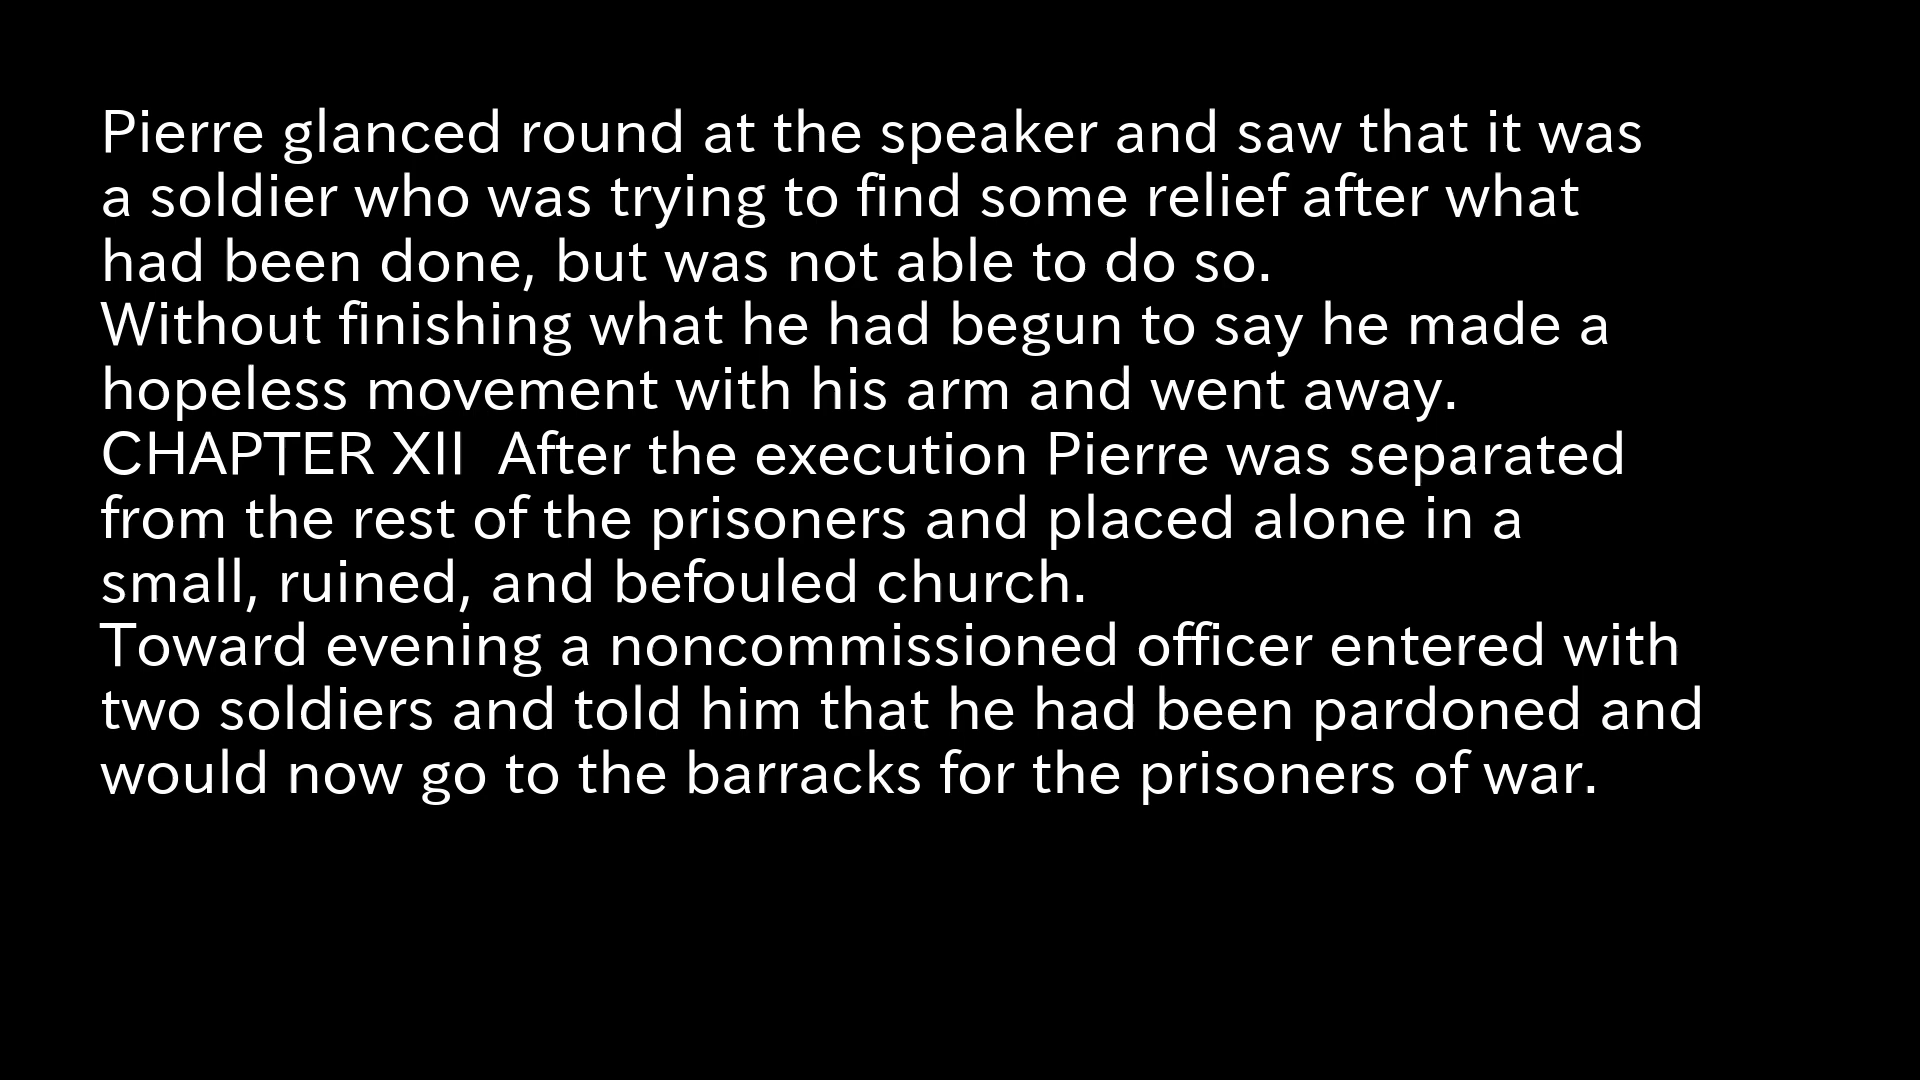 Pierre glanced round at the speaker and saw that it was
a soldier who was trying to find some relief after what
had been done, but was not able to do so.
Without finishing what he had begun to say he made a
hopeless movement with his arm and went away.
CHAPTER XII  After the execution Pierre was separated
from the rest of the prisoners and placed alone in a
small, ruined, and befouled church.
Toward evening a noncommissioned officer entered with
two soldiers and told him that he had been pardoned and
would now go to the barracks for the prisoners of war.